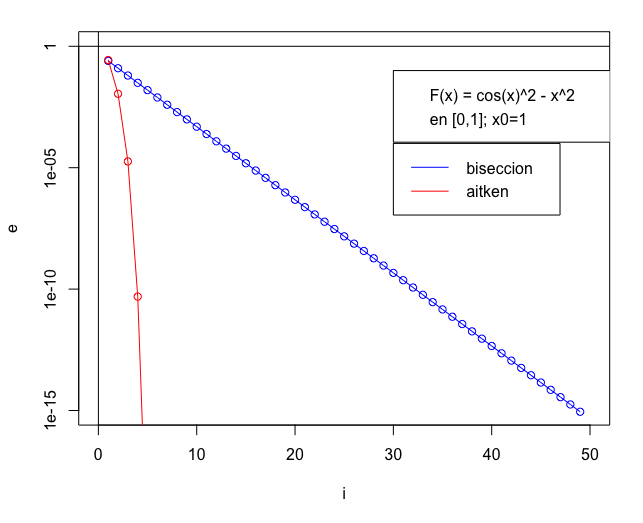 1
1e-05
1e-10
1e-15
e
F(x) = cos(x)^2 - x^2
en [0,1]; x0=1
biseccion
aitken
0 10 20 30 40 50
i